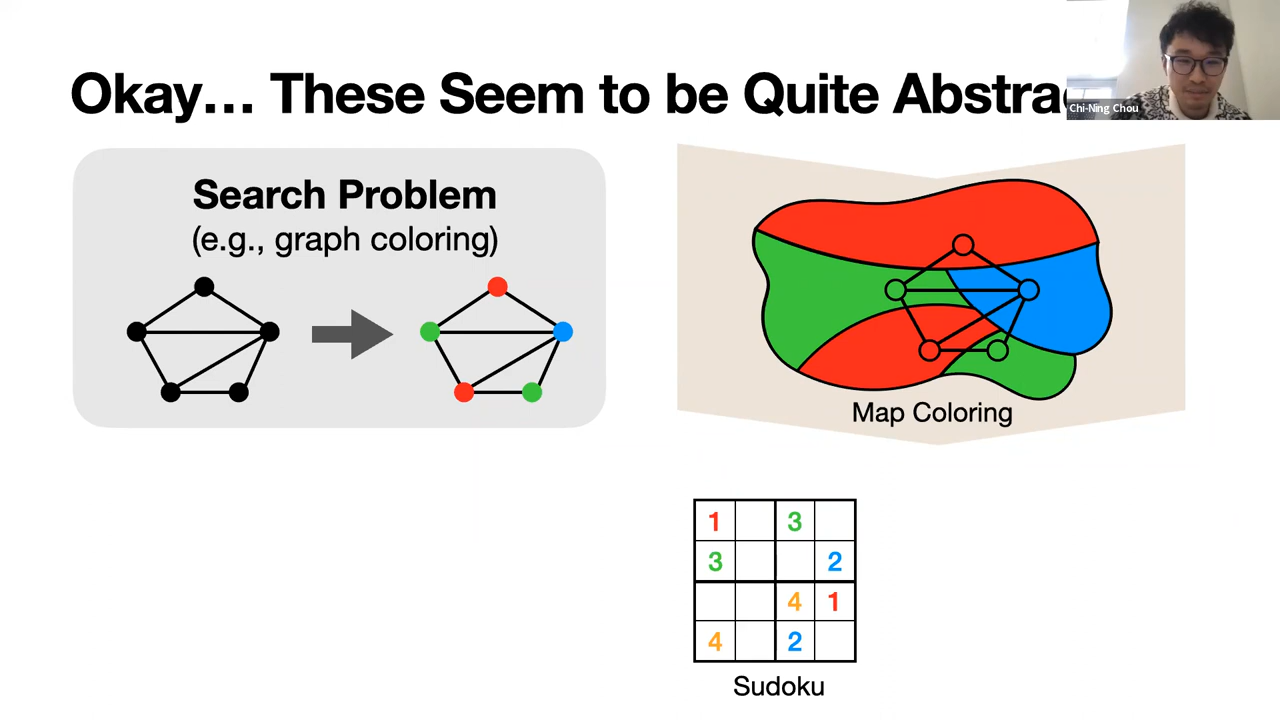 Okay... These Seem to be Quite Abstrac
Chi-Ning Chou
Search Problem
(e.g., graph coloring)
Map Coloring
1 3
3 2
4 1
4 2
Sudoku